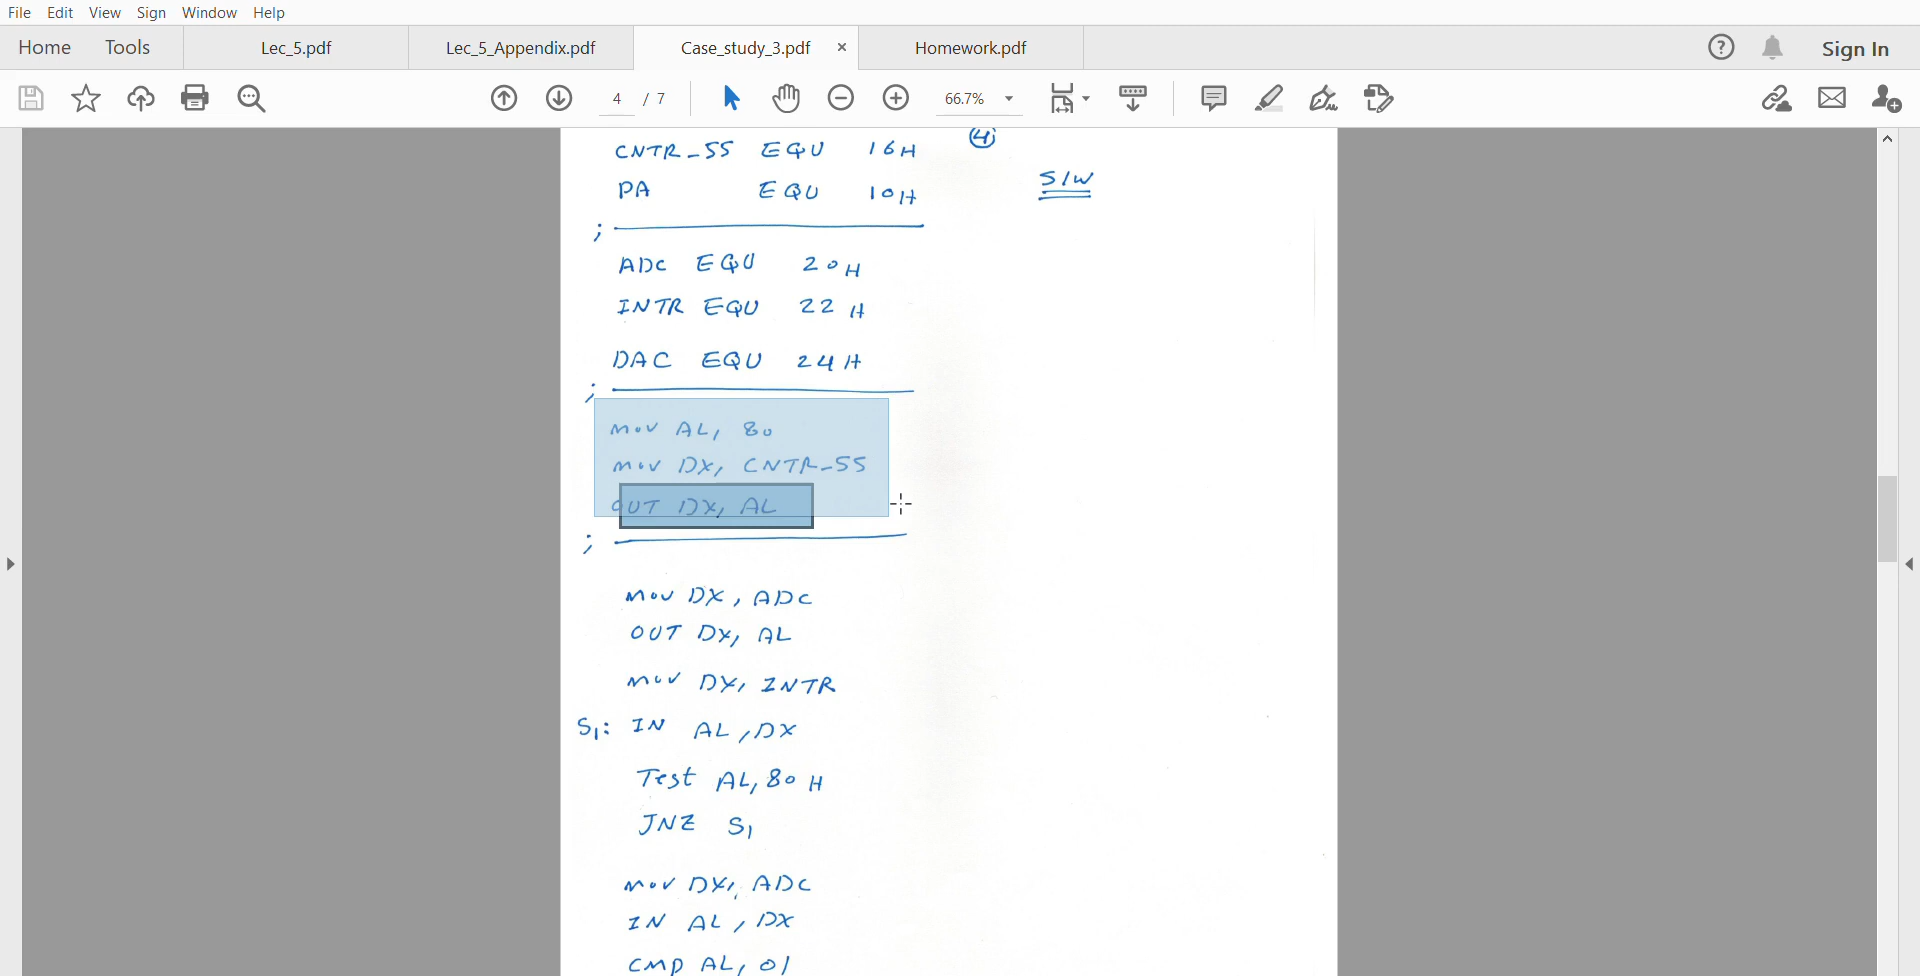 File Edit View Sign Window Help
Home Tools Lec_5.pdf Lec_5_Appendix.pdf Case_study_3.pdf × Homework.pdf ? Sign In
4 / 7 66.7%
CNTR_55 EQU 16H
4
PA EQU 10H
S/W
;
ADC EQU 20H
INTR EQU 22H
DAC EQU 24H
;
MOV AL, 80
MOV DX, CNTR_55
OUT DX, AL
;
MOV DX, ADC
OUT DX, AL
MOV DX, INTR
S1: IN AL, DX
Test AL, 80H
JNZ S1
MOV DX, ADC
IN AL, DX
CMP AL, 01